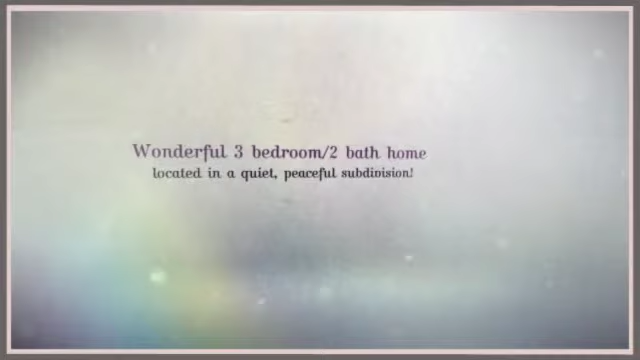 Wonderful 3 bedroom/2 bath home
located in a quiet, peaceful subdivision!